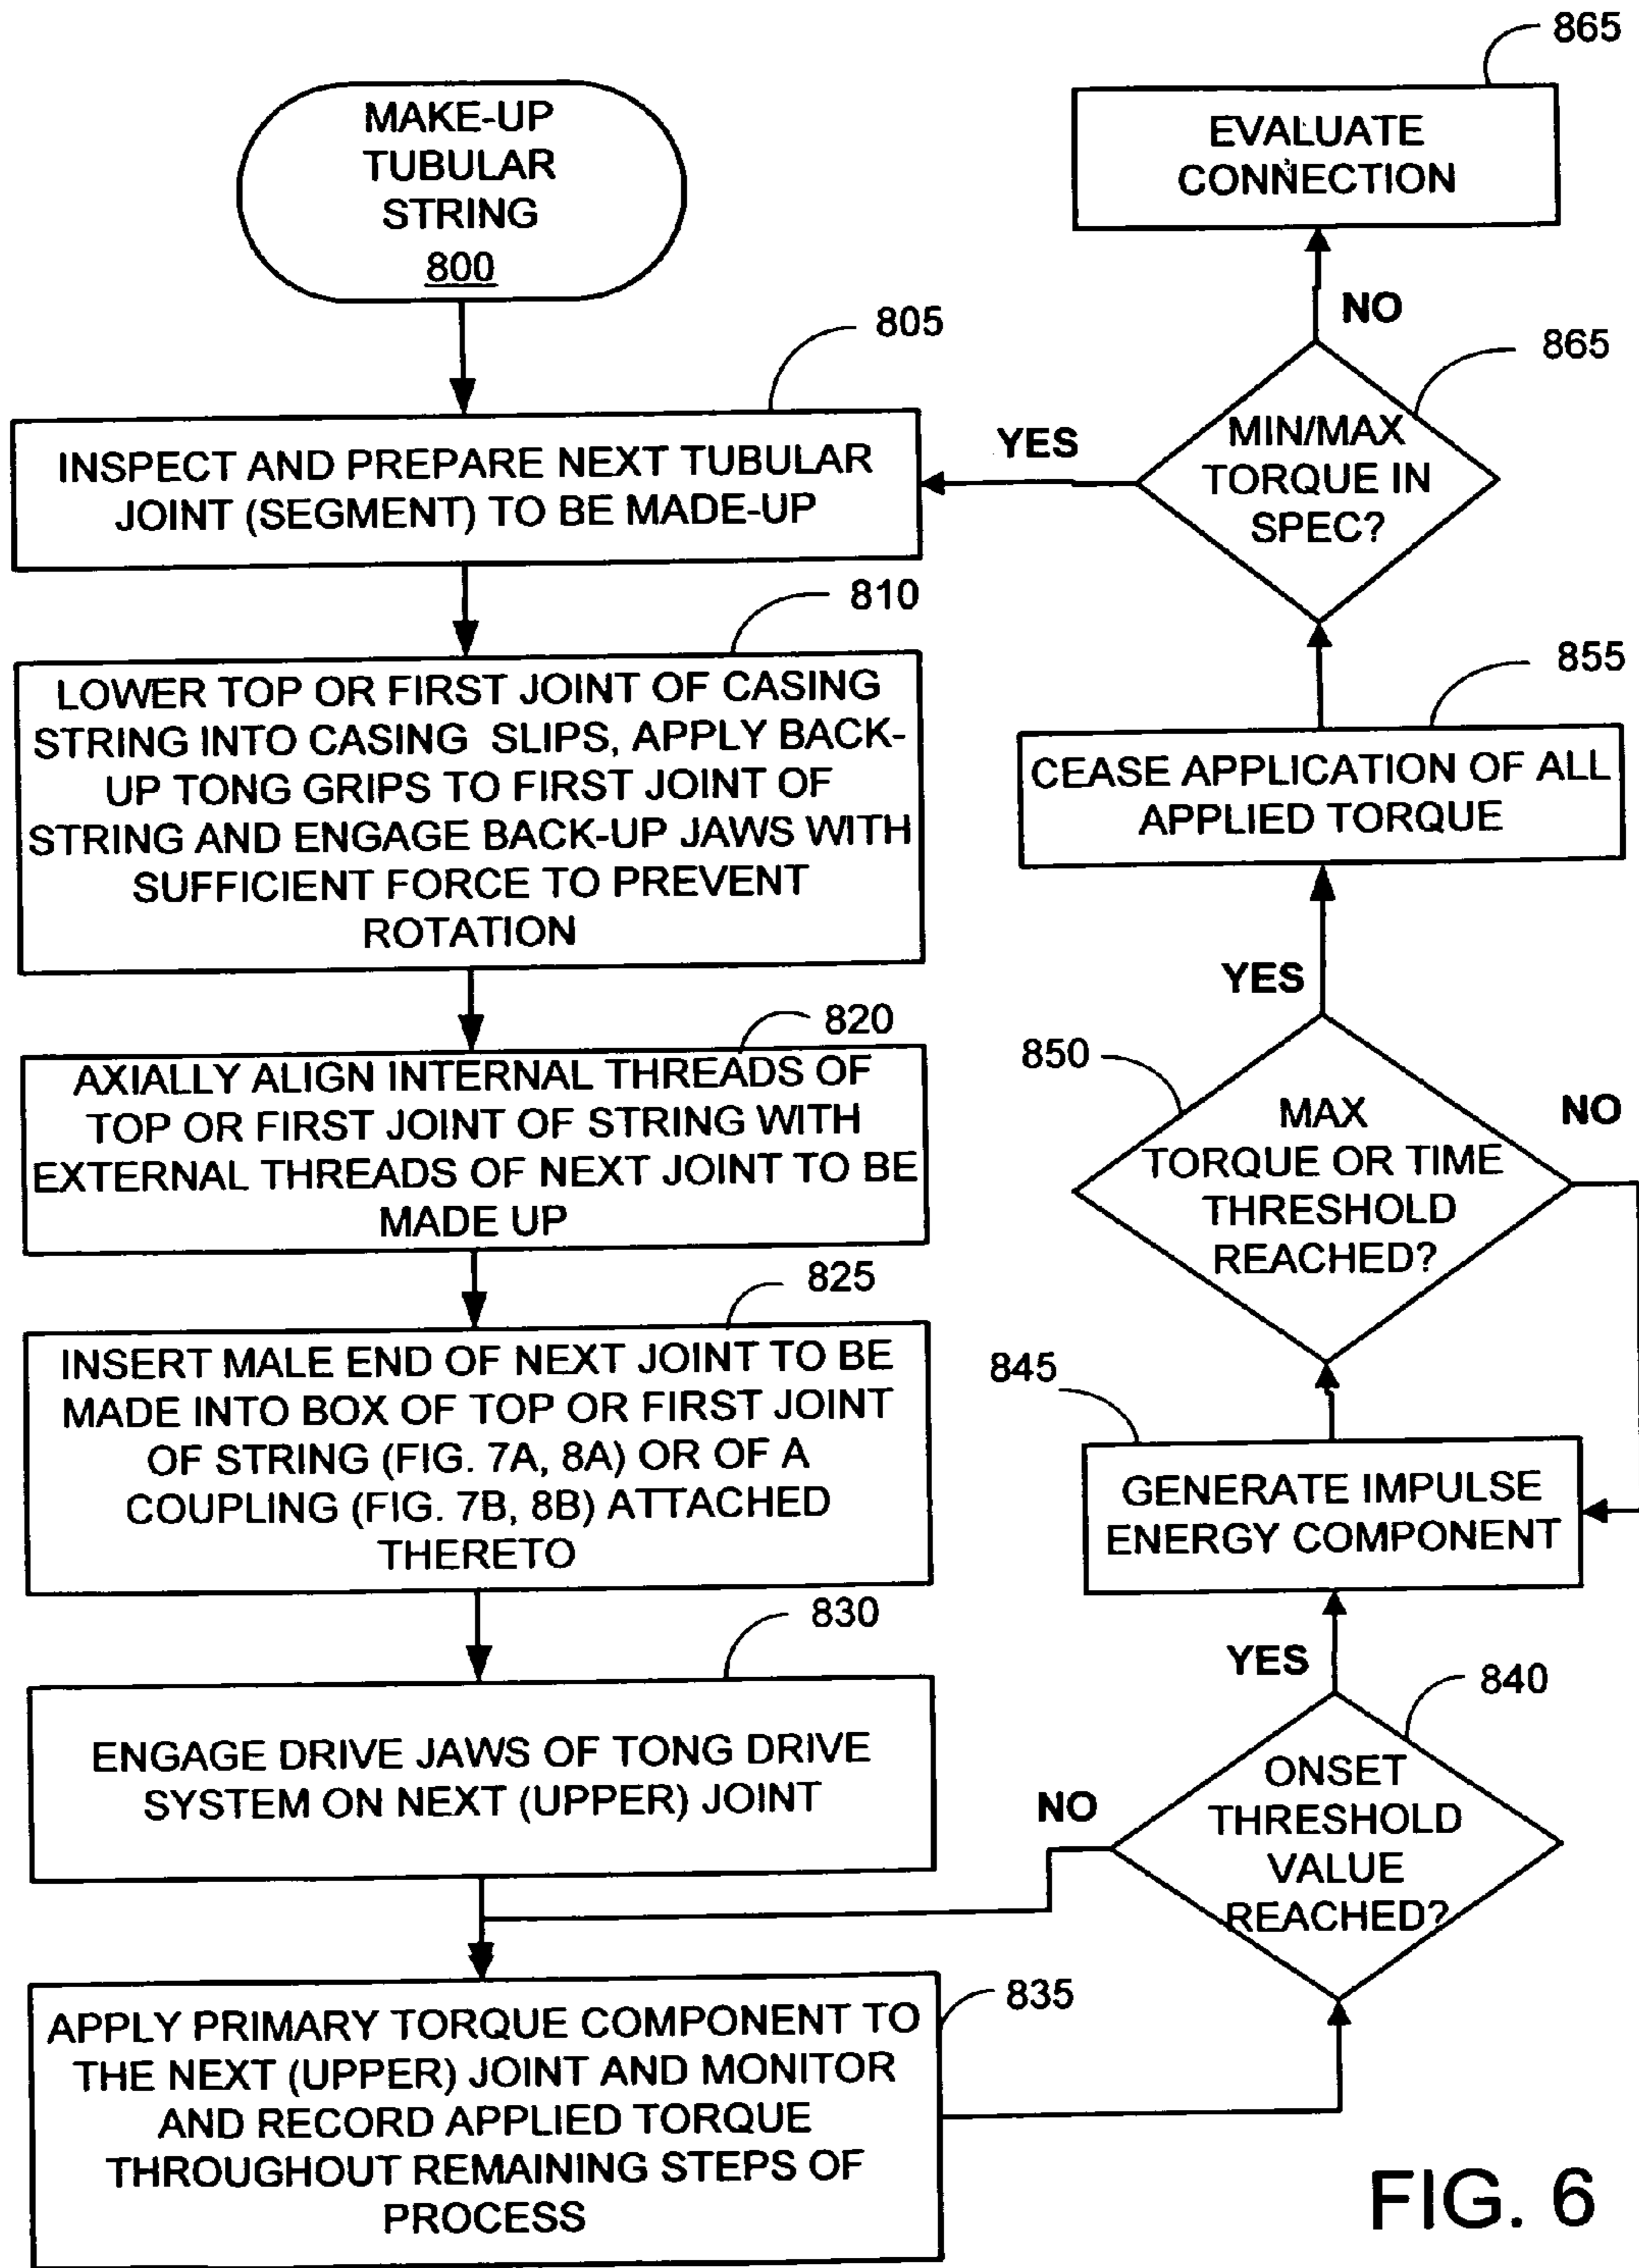 MAKE-UP
TUBULAR
STRING
800
805
INSPECT AND PREPARE NEXT TUBULAR
JOINT (SEGMENT) TO BE MADE-UP
810
LOWER TOP OR FIRST JOINT OF CASING
STRING INTO CASING SLIPS, APPLY BACK-
UP TONG GRIPS TO FIRST JOINT OF
STRING AND ENGAGE BACK-UP JAWS WITH
SUFFICIENT FORCE TO PREVENT
ROTATION
820
AXIALLY ALIGN INTERNAL THREADS OF
TOP OR FIRST JOINT OF STRING WITH
EXTERNAL THREADS OF NEXT JOINT TO BE
MADE UP
825
INSERT MALE END OF NEXT JOINT TO BE
MADE INTO BOX OF TOP OR FIRST JOINT
OF STRING (FIG. 7A, 8A) OR OF A
COUPLING (FIG. 7B, 8B) ATTACHED
THERETO
830
ENGAGE DRIVE JAWS OF TONG DRIVE
SYSTEM ON NEXT (UPPER) JOINT
835
APPLY PRIMARY TORQUE COMPONENT TO
THE NEXT (UPPER) JOINT AND MONITOR
AND RECORD APPLIED TORQUE
THROUGHOUT REMAINING STEPS OF
PROCESS
840
ONSET
THRESHOLD
VALUE
REACHED?
NO
YES
845
GENERATE IMPULSE
ENERGY COMPONENT
850
MAX
TORQUE OR TIME
THRESHOLD
REACHED?
NO
YES
855
CEASE APPLICATION OF ALL
APPLIED TORQUE
865
MIN/MAX
TORQUE IN
SPEC?
YES
NO
865
EVALUATE
CONNECTION
FIG. 6